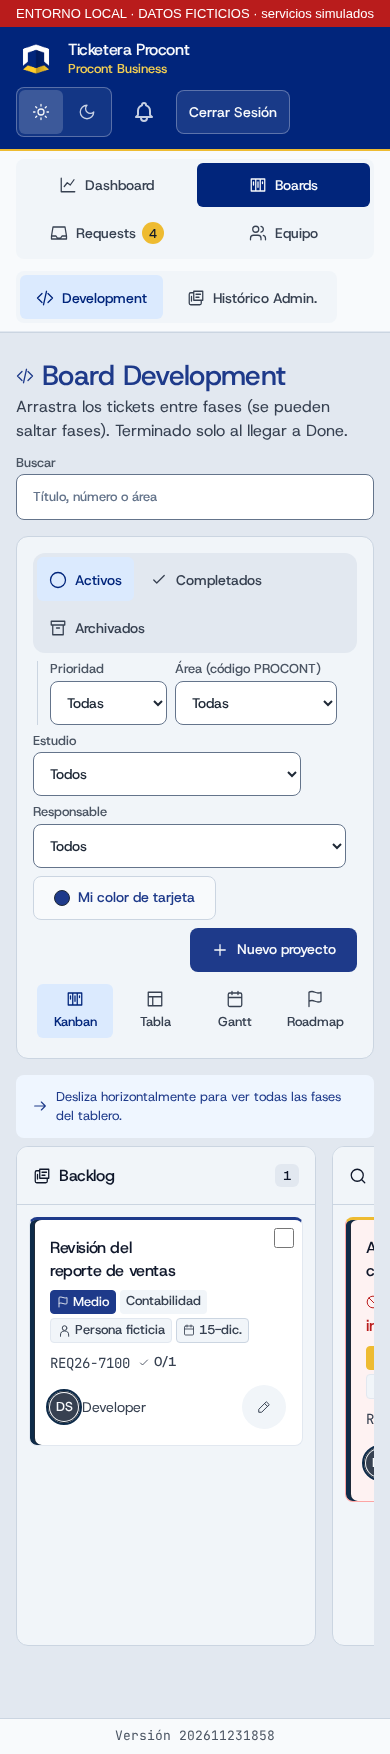 ENTORNO LOCAL · DATOS FICTICIOS · servicios simulados
Ticketera Procont
Procont Business
Cerrar Sesión
Dashboard
Boards
Requests 4
Equipo
Development
Histórico Admin.
Board Development
Arrastra los tickets entre fases (se pueden
saltar fases). Terminado solo al llegar a Done.
Buscar
Título, número o área
Activos
Completados
Archivados
Prioridad
Área (código PROCONT)
Todas
Todas
Estudio
Todos
Responsable
Todos
Mi color de tarjeta
Nuevo proyecto
Kanban
Tabla
Gantt
Roadmap
Desliza horizontalmente para ver todas las fases
del tablero.
Backlog
1
Revisión del
reporte de ventas
Medio
Contabilidad
Persona ficticia
15-dic.
REQ26-7100
0/1
DS
Developer
Versión 202611231858